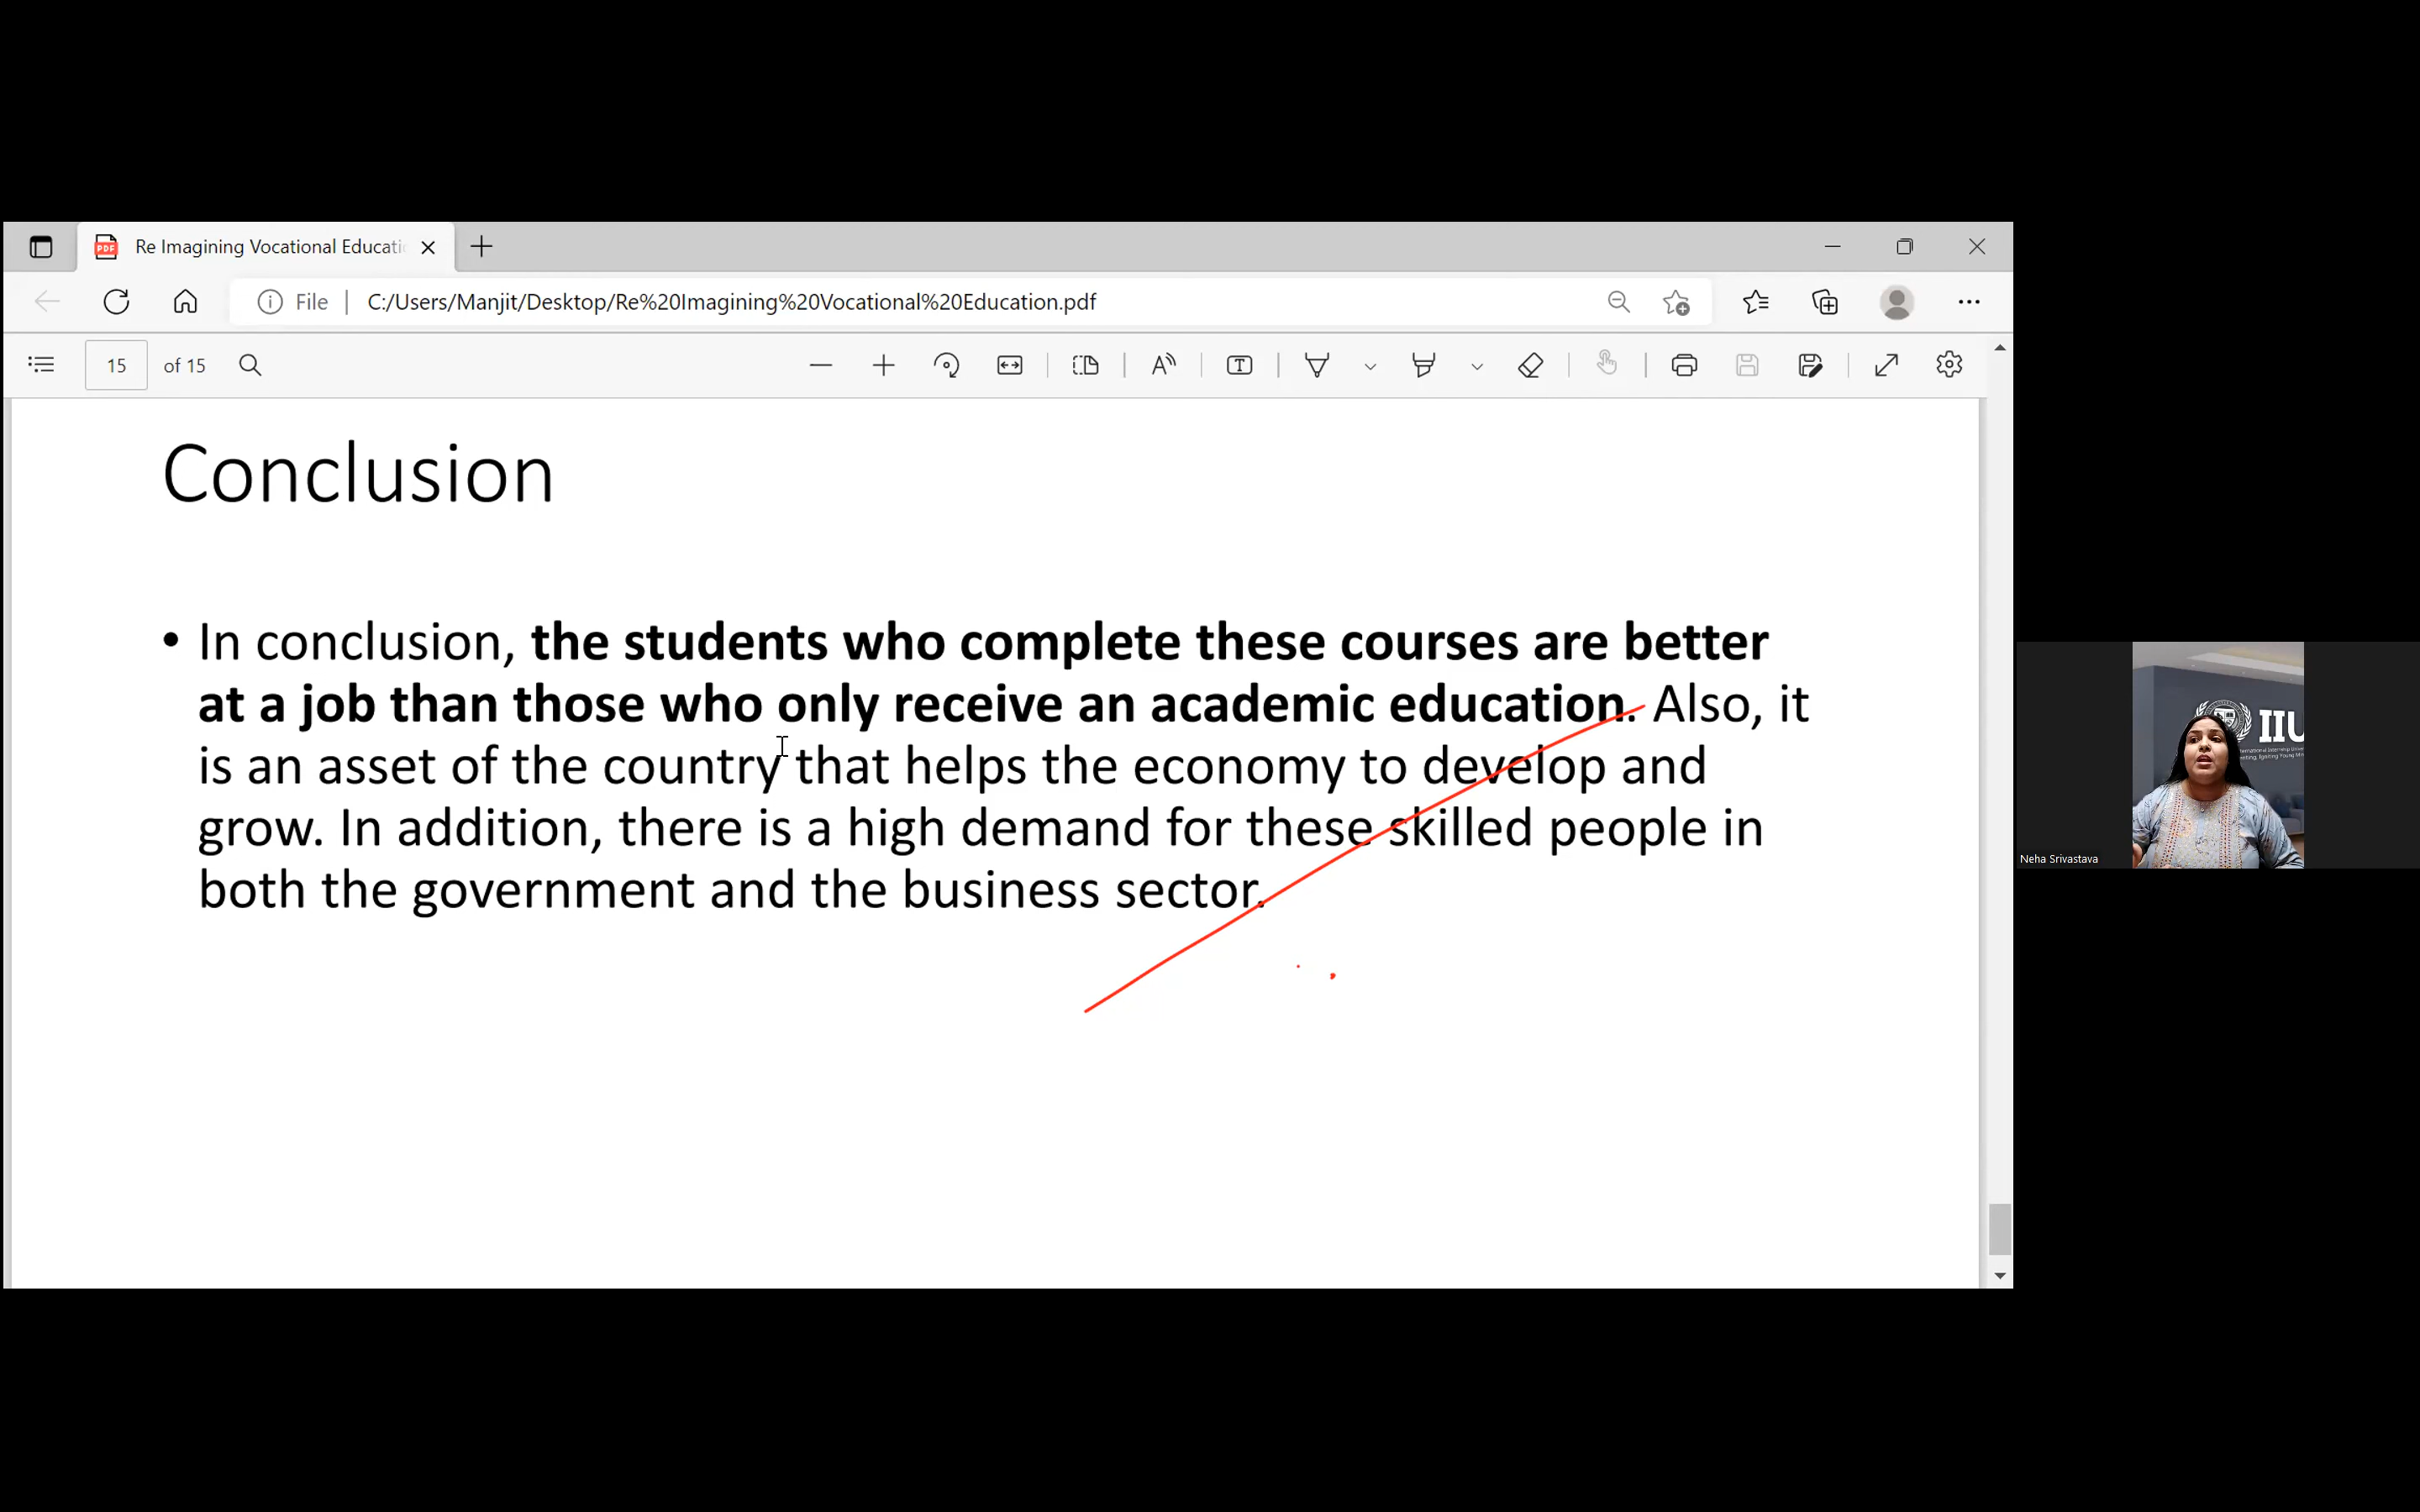 Re Imagining Vocational Educatio
File
C:/Users/Manjit/Desktop/Re%20Imagining%20Vocational%20Education.pdf
15 of 15
Conclusion
• In conclusion, the students who complete these courses are better
at a job than those who only receive an academic education. Also, it
is an asset of the country that helps the economy to develop and
grow. In addition, there is a high demand for these skilled people in
both the government and the business sector.
IIU
Neha Srivastava